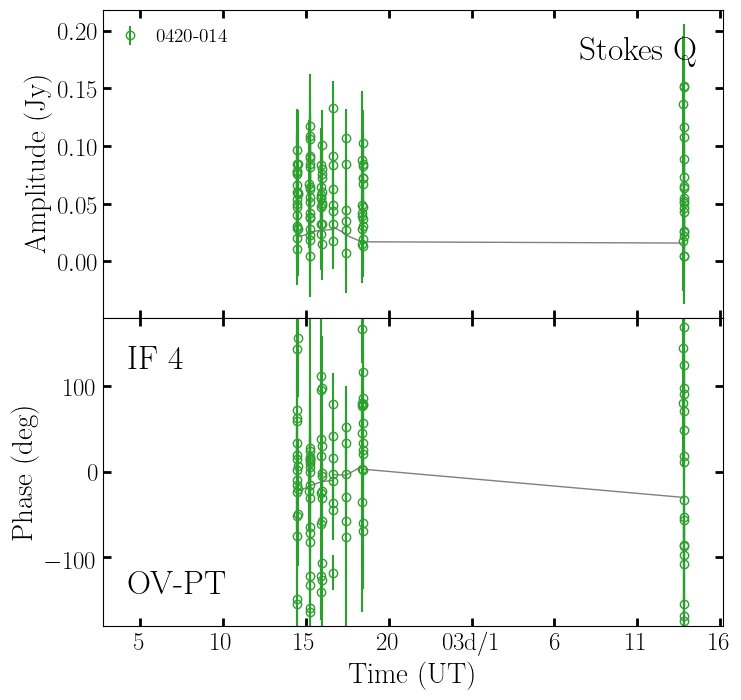 0420-014
Stokes Q
0.20
0.15
0.10
0.05
0.00
Amplitude (Jy)
IF 4
100
0
−100
Phase (deg)
OV-PT
5 10 15 20 03d/1 6 11 16
Time (UT)